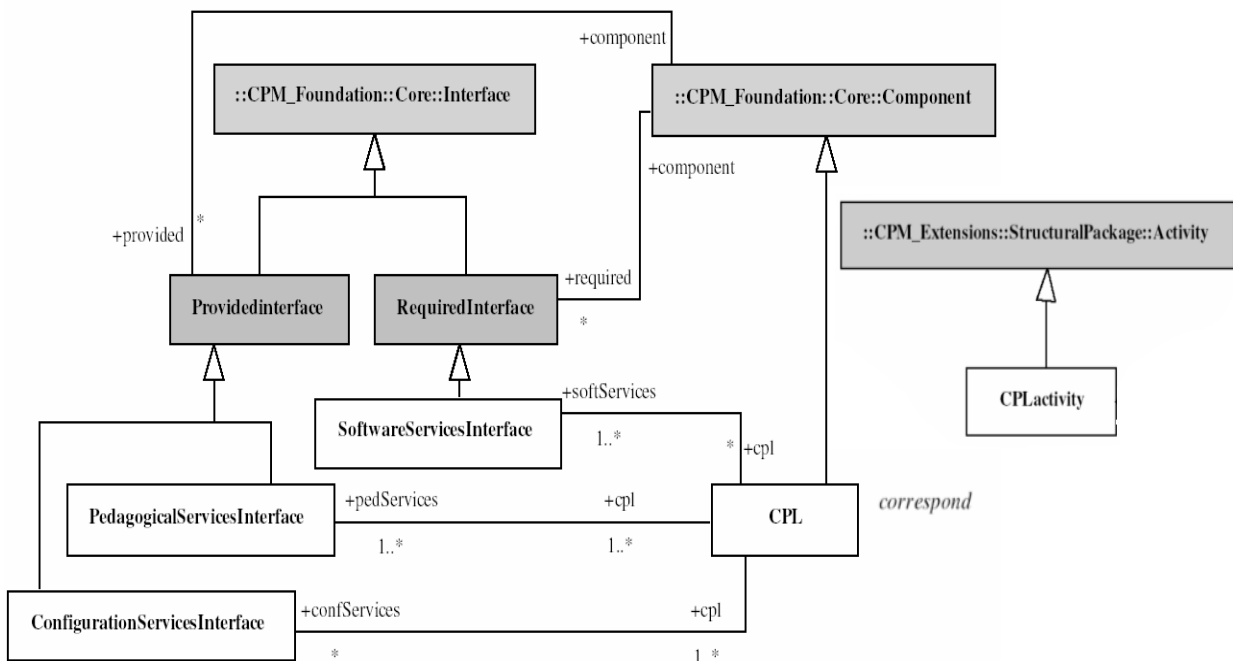 +component
::CPM_Foundation::Core::Interface
::CPM_Foundation::Core::Component
+component
*
+provided
::CPM_Extensions::StructuralPackage::Activity
+required
Providedinterface
RequiredInterface
*
+softServices
CPLactivity
SoftwareServicesInterface
1..*
*
+cpl
+pedServices
+cpl
correspond
PedagogicalServicesInterface
CPL
1..*
1..*
+confServices
+cpl
ConfigurationServicesInterface
*
1..*